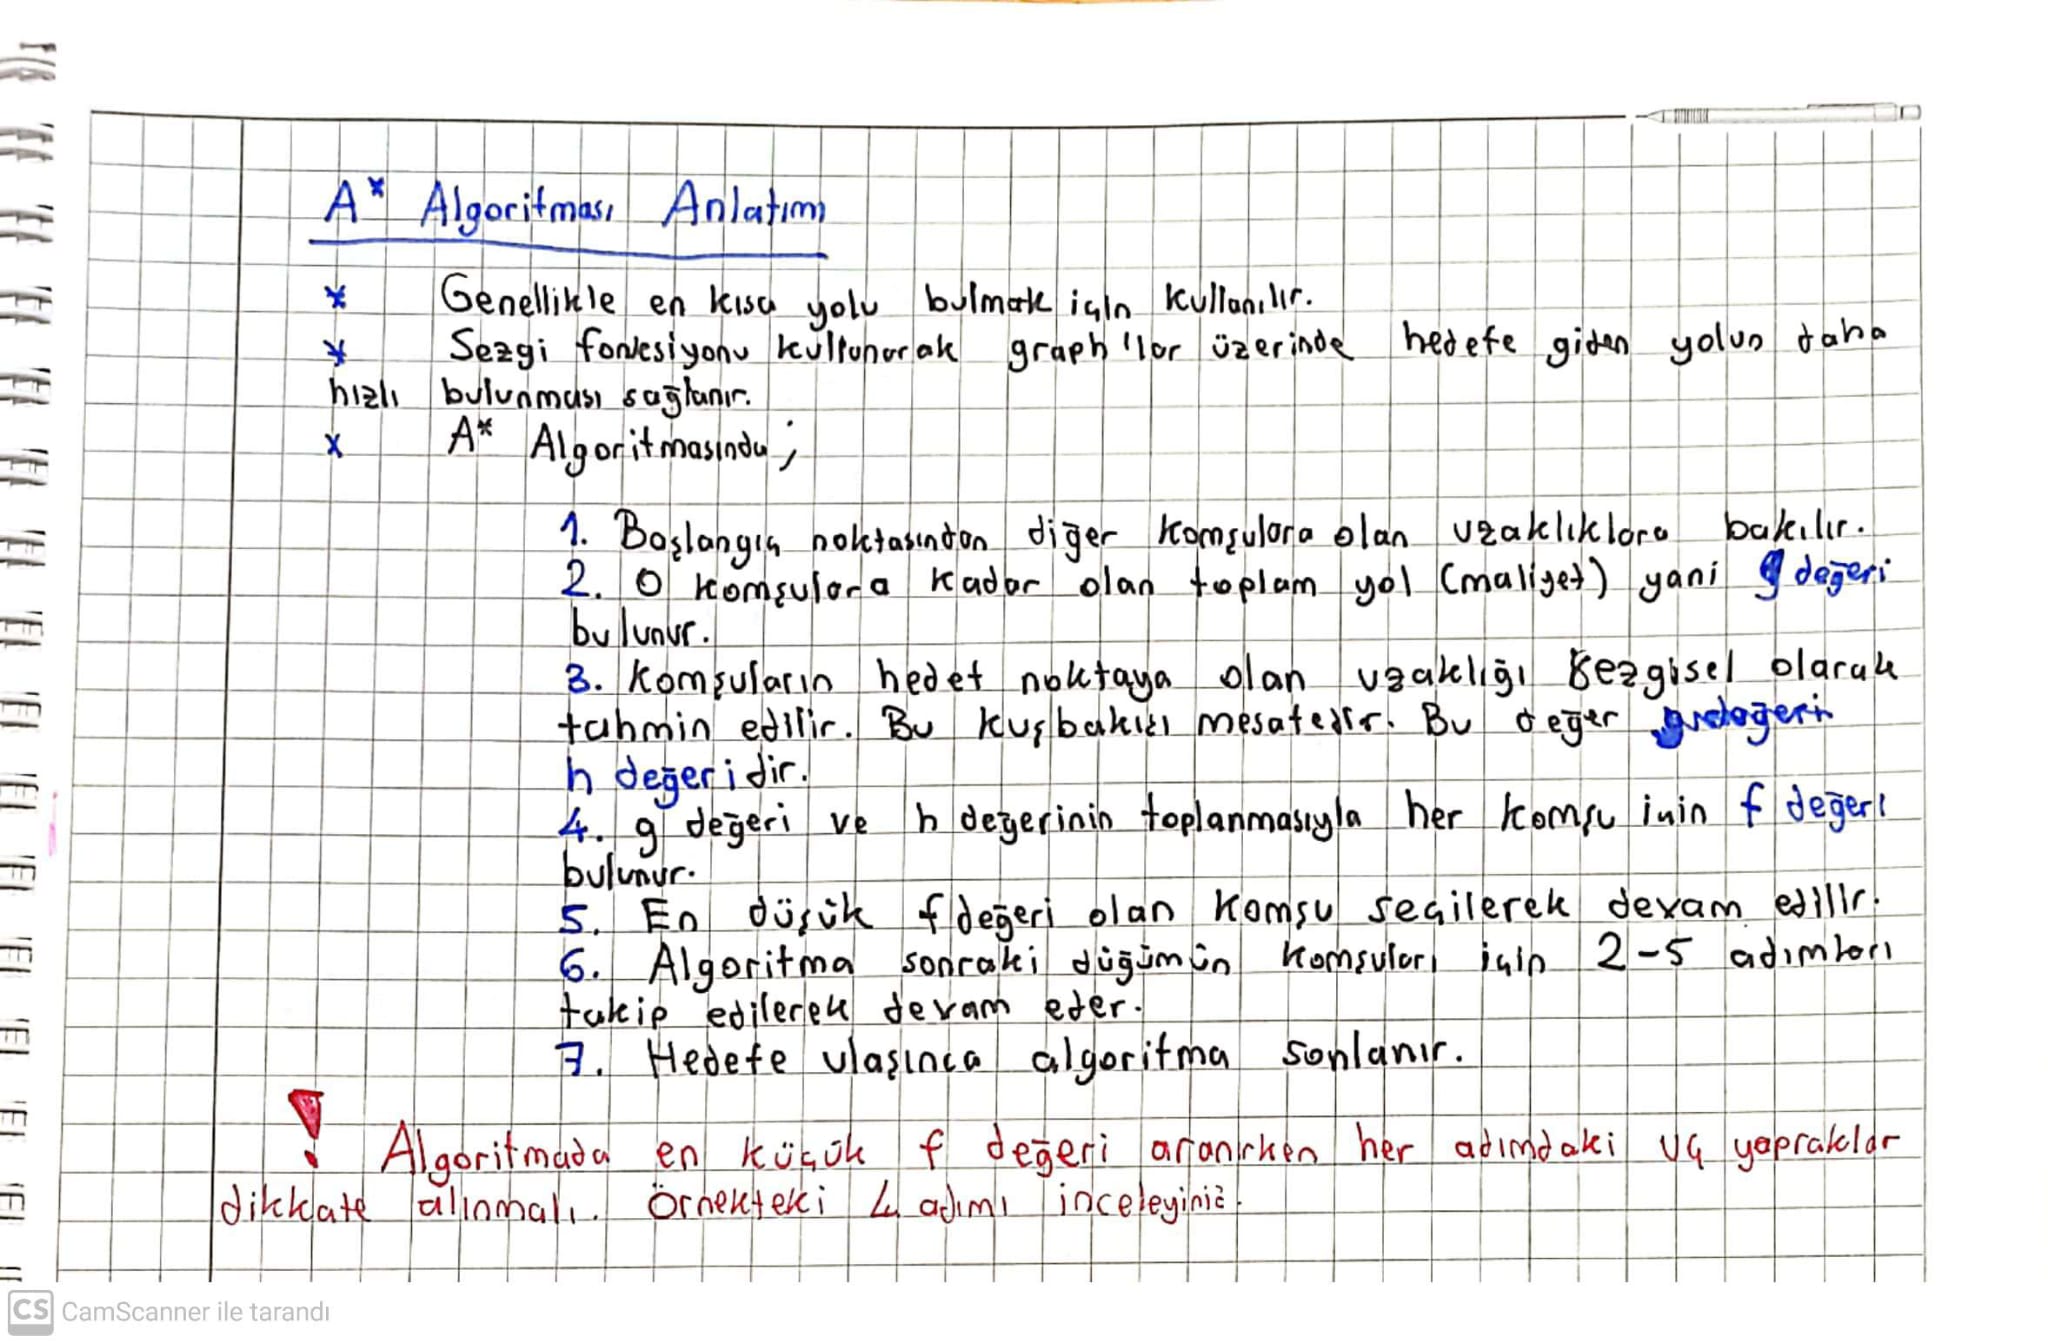 A* Algoritması Anlatımı
* Genellikle en kısa yolu bulmak için kullanılır.
* Sezgi fonksiyonu kullanarak graph'lar üzerinde hedefe giden yolun daha
hızlı bulunması sağlanır.
* A* Algoritmasında;
1. Başlangıç noktasından diğer komşulara olan uzaklıklara bakılır.
2. O komşulara kadar olan toplam yol (maliyet) yani g değeri
bulunur.
3. Komşuların hedef noktaya olan uzaklığı sezgisel olarak
tahmin edilir. Bu kuşbakışı mesafedir. Bu değer
h değeridir.
4. g değeri ve h değerinin toplanmasıyla her komşu için f değeri
bulunur.
5. En düşük f değeri olan komşu seçilerek devam edilir.
6. Algoritma sonraki düğümün komşuları için 2-5 adımları
takip edilerek devam eder.
7. Hedefe ulaşınca algoritma sonlanır.
! Algoritmada en küçük f değeri aranırken her adımdaki uç yapraklar
dikkate alınmalı. Örnekteki 4. adımı inceleyiniz.
CS CamScanner ile tarandı